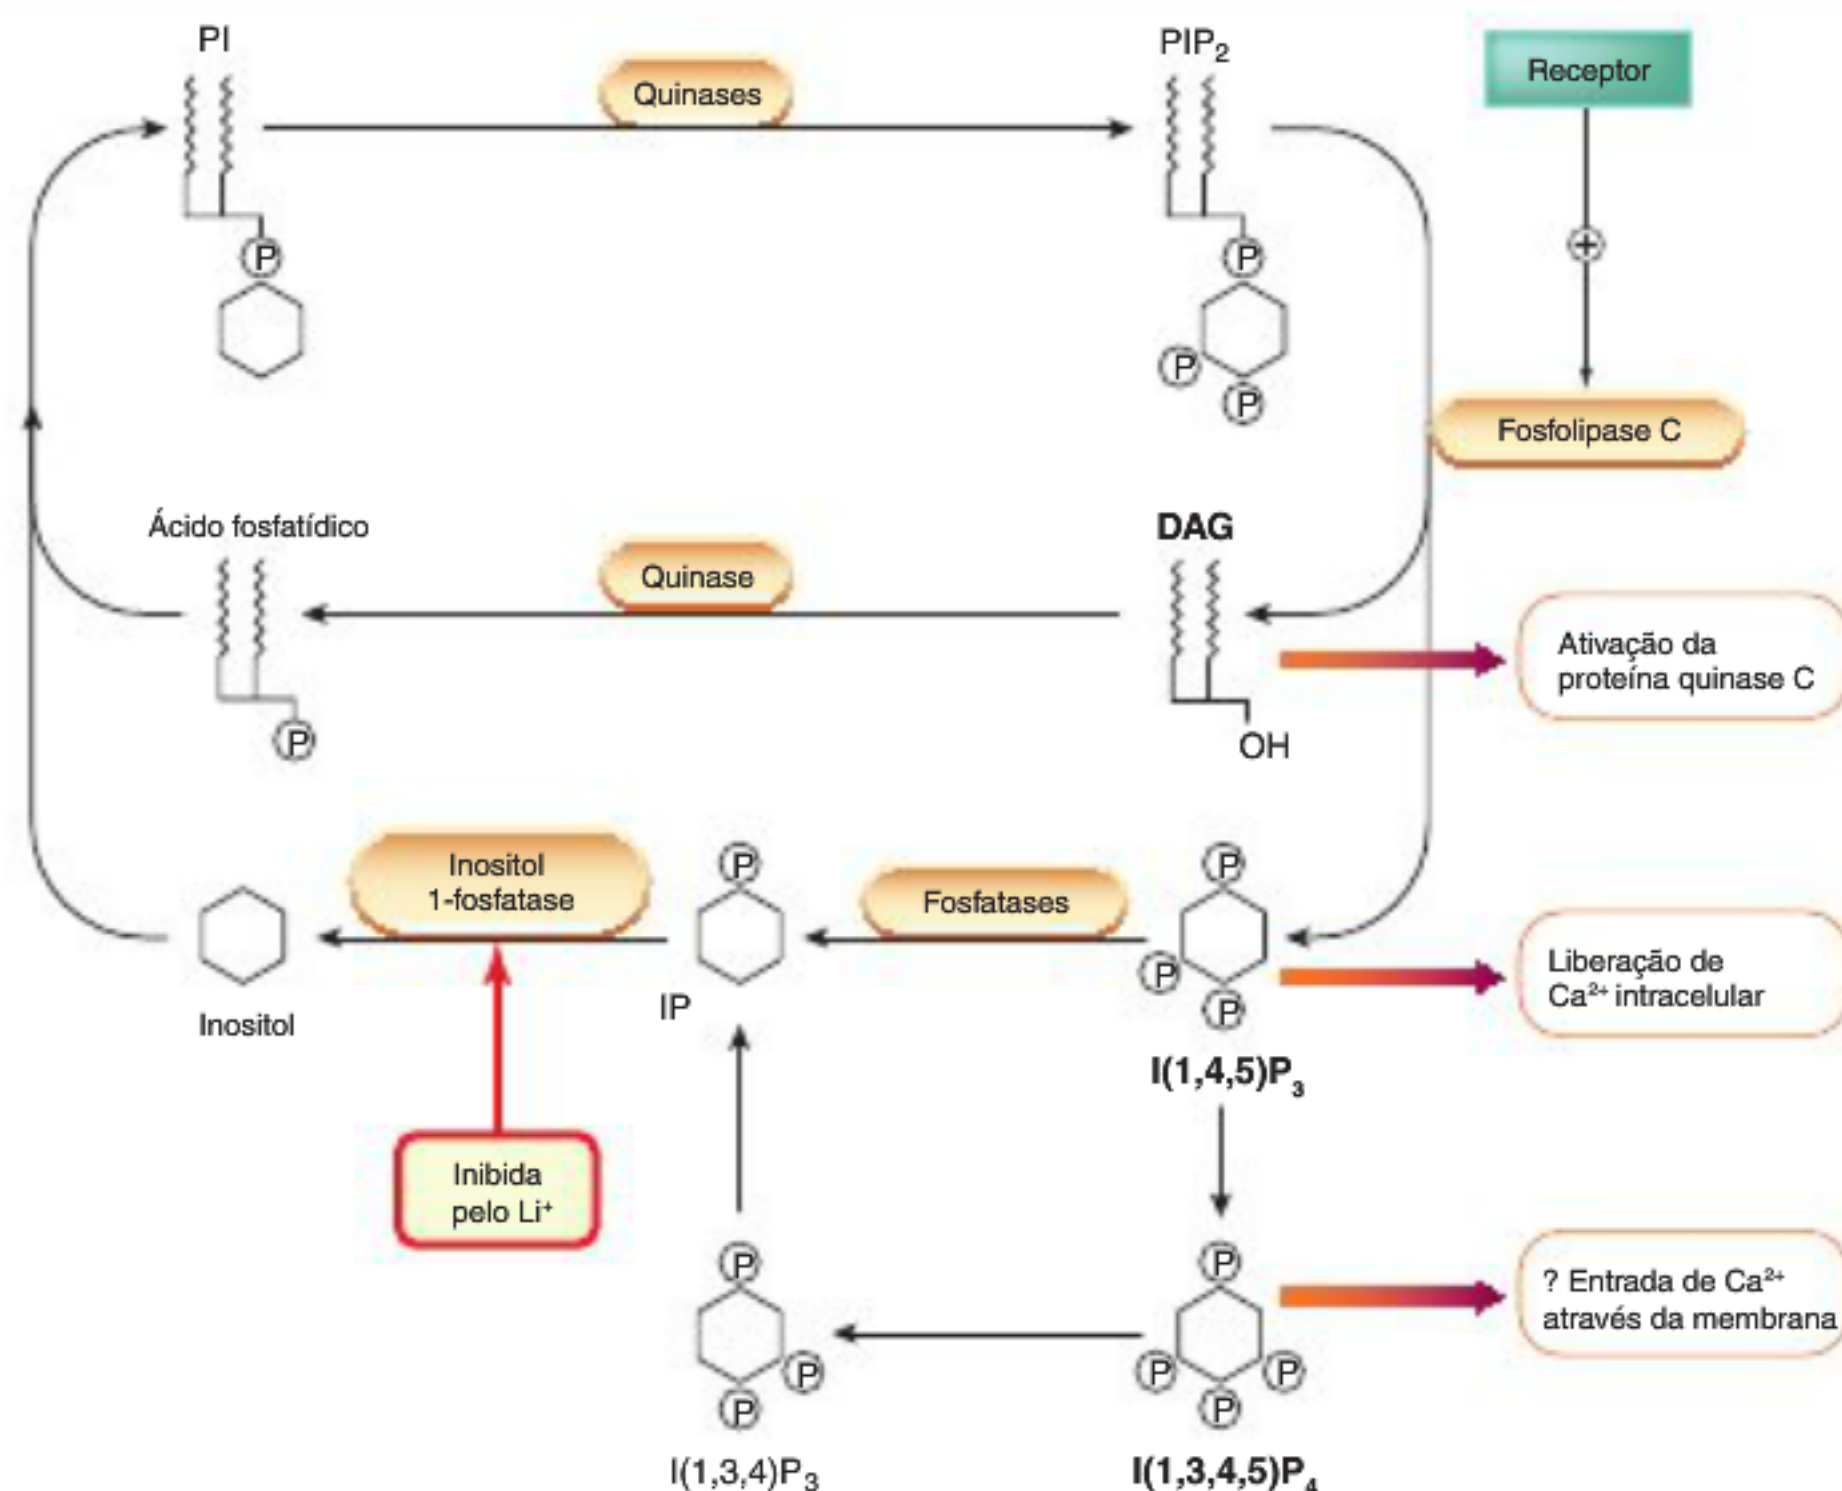 PI
Quinases
PIP₂
Receptor
P
P
P
P
+
Fosfolipase C
Ácido fosfatídico
Quinase
DAG
Ativação da
proteína quinase C
P
OH
Inositol
1-fosfatase
P
Fosfatases
P
P
P
Inositol
IP
Liberação de
Ca²⁺ intracelular
I(1,4,5)P₃
Inibida
pelo Li⁺
P
P
P
P
P
P
P
? Entrada de Ca²⁺
através da membrana
I(1,3,4)P₃
I(1,3,4,5)P₄